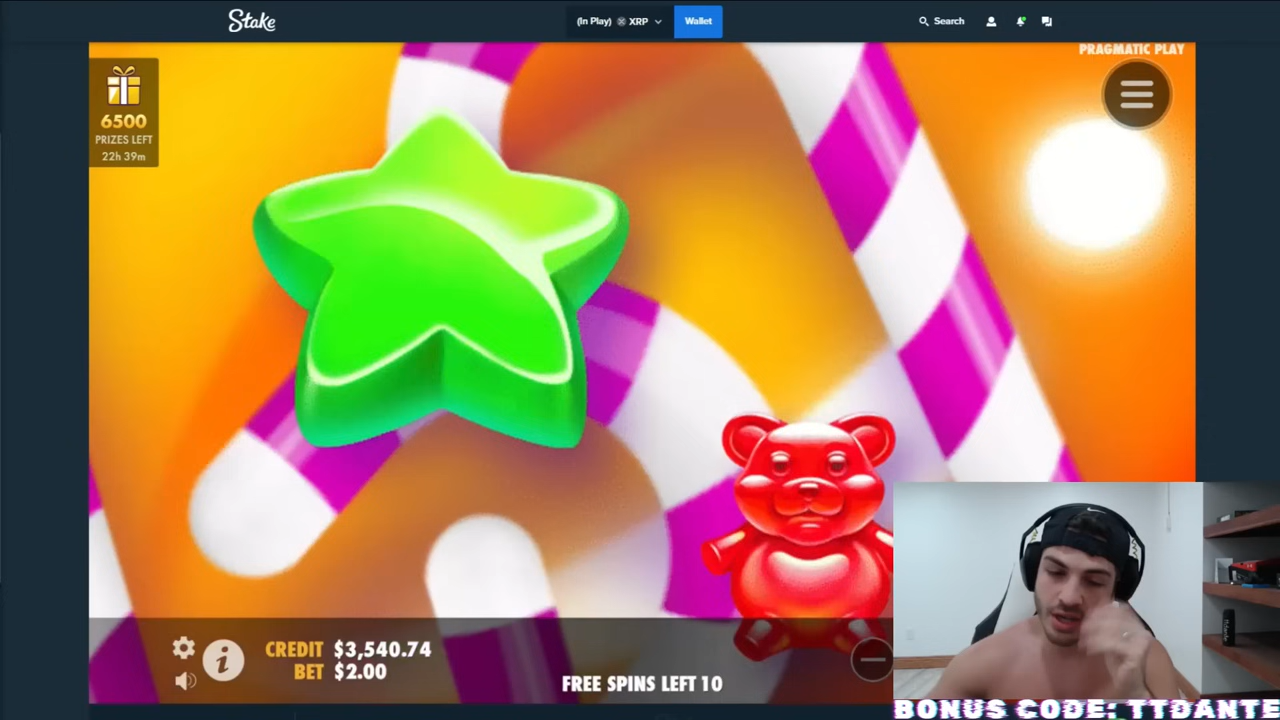 Stake
(In Play) XRP
Wallet
Search
PRAGMATIC PLAY
6500
PRIZES LEFT
22h 39m
CREDIT $3,540.74
BET $2.00
FREE SPINS LEFT 10
BONUS CODE: TTDANTE